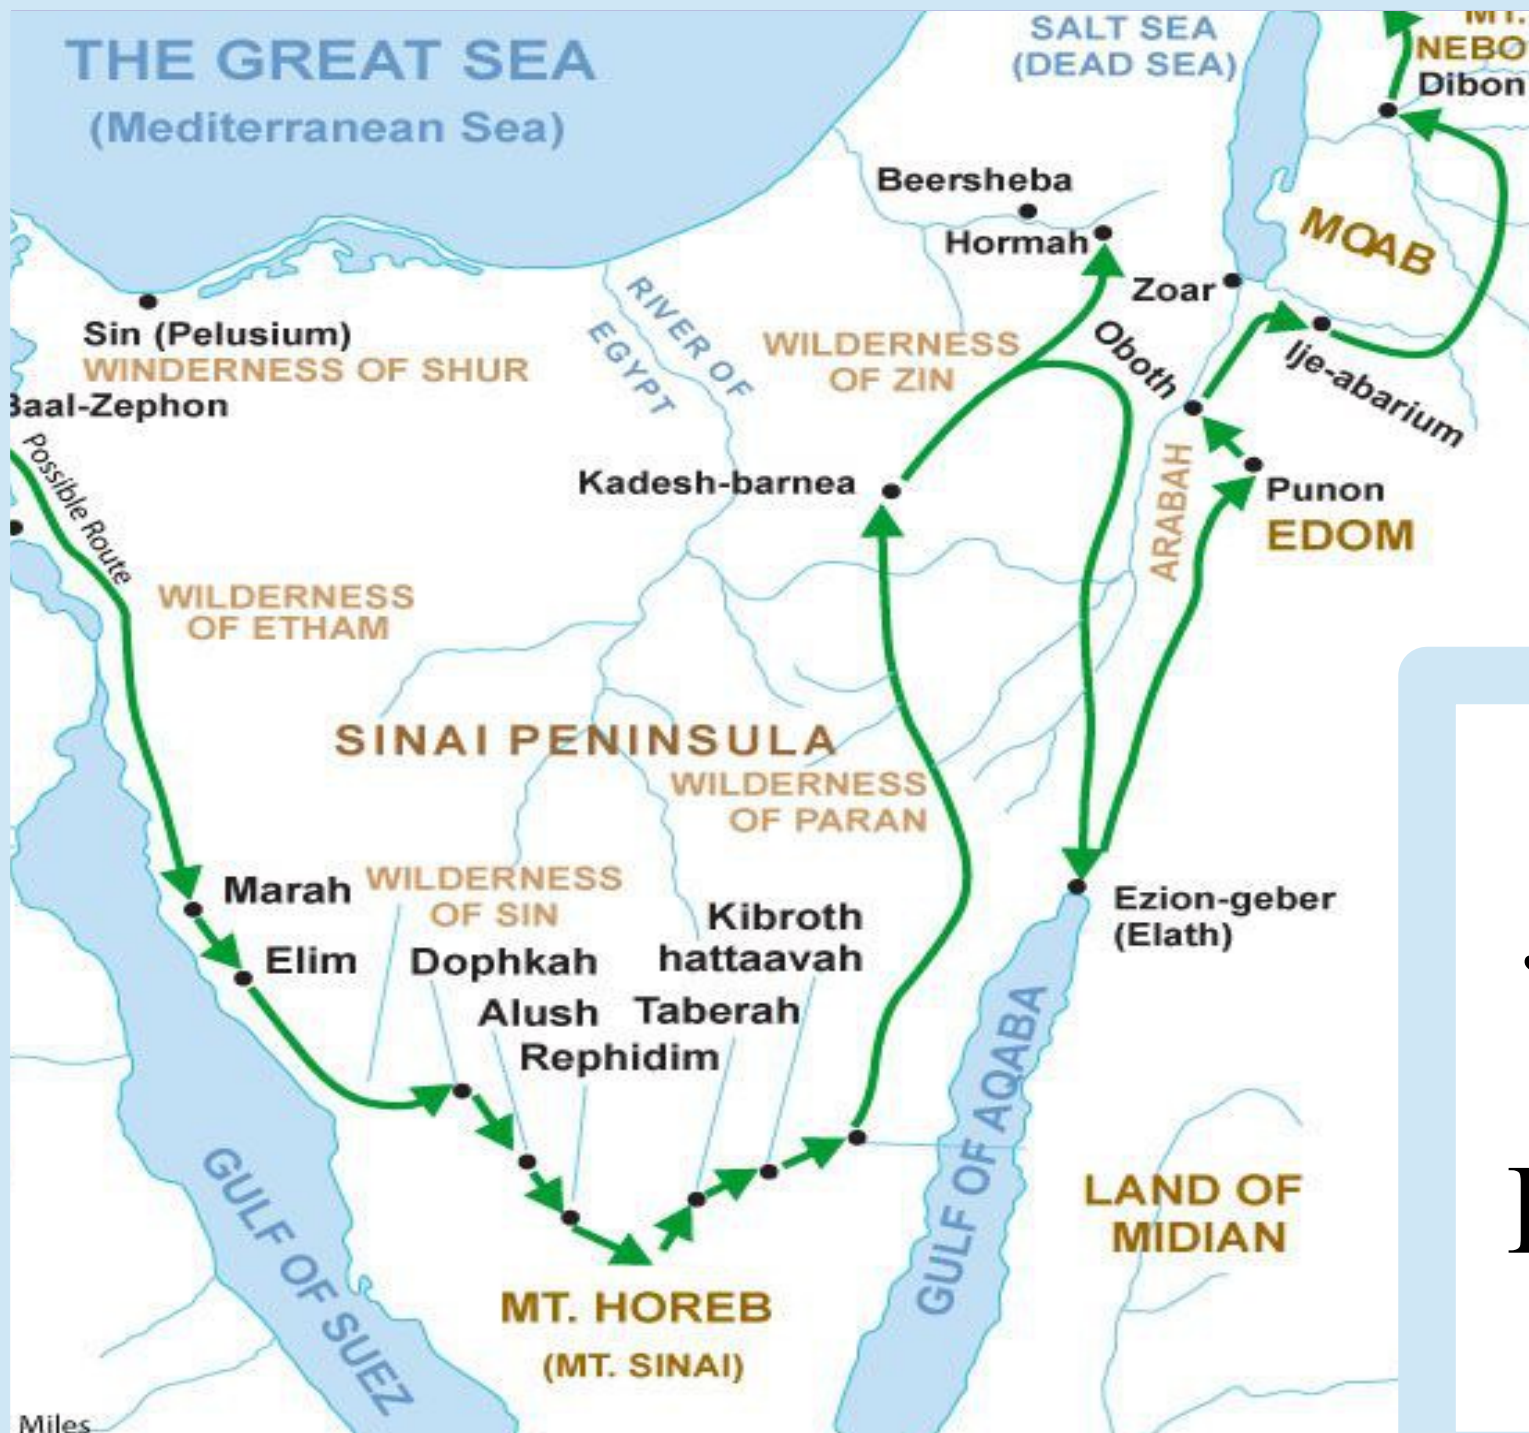 THE GREAT SEA
(Mediterranean Sea)
SALT SEA
(DEAD SEA)
MT.
NEBO
Dibon
Beersheba
Hormah
MOAB
Zoar
Sin (Pelusium)
WINDERNESS OF SHUR
RIVER OF
EGYPT
WILDERNESS
OF ZIN
Oboth
Ije-abarium
Baal-Zephon
Possible Route
Kadesh-barnea
ARABAH
Punon
EDOM
WILDERNESS
OF ETHAM
SINAI PENINSULA
WILDERNESS
OF PARAN
Marah
WILDERNESS
OF SIN
Elim
Dophkah
Kibroth
hattaavah
Alush
Taberah
Rephidim
Ezion-geber
(Elath)
GULF OF AQABA
GULF OF SUEZ
LAND OF
MIDIAN
MT. HOREB
(MT. SINAI)
Miles